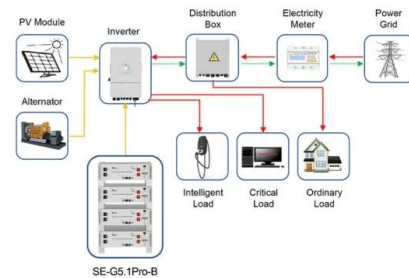 PV Module
Inverter
Distribution
Box
Electricity
Meter
Power
Grid
Alternator
Intelligent
Load
Critical
Load
Ordinary
Load
SE-G5.1Pro-B